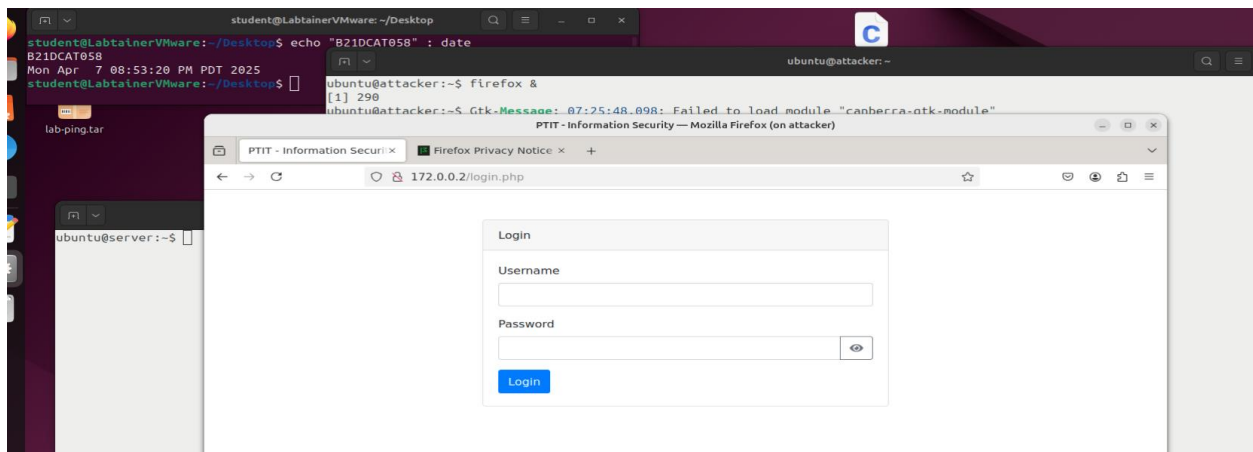 student@LabtainerVMware: ~/Desktop
student@LabtainerVMware:~/Desktop$ echo "B21DCAT058" ; date
B21DCAT058
Mon Apr 7 08:53:20 PM PDT 2025
student@LabtainerVMware:~/Desktop$
lab-ping.tar
ubuntu@attacker: ~
ubuntu@attacker:~$ firefox &
[1] 290
ubuntu@attacker:~$ Gtk-Message: 07:25:48.098: Failed to load module "canberra-gtk-module"
PTIT - Information Security — Mozilla Firefox (on attacker)
PTIT - Information Securi
Firefox Privacy Notice
172.0.0.2/login.php
ubuntu@server:~$
Login
Username
Password
Login